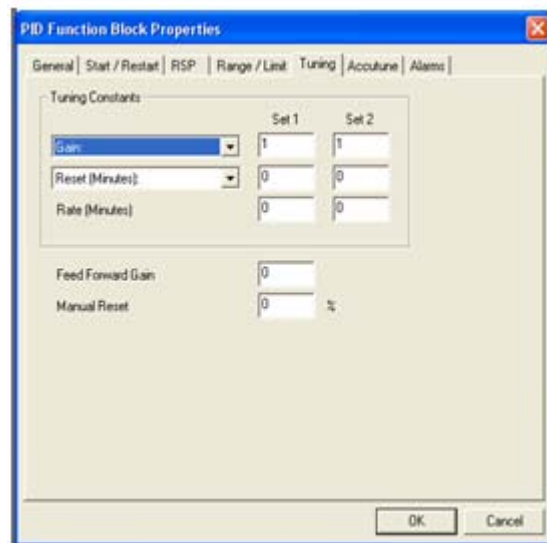 PID Function Block Properties
General Start / Restart RSP Range / Limit Tuning Accutune Alarms
Tuning Constants
Set 1 Set 2
Gain: 1 1
Reset (Minutes): 0 0
Rate (Minutes) 0 0
Feed Forward Gain 0
Manual Reset 0 %
OK Cancel